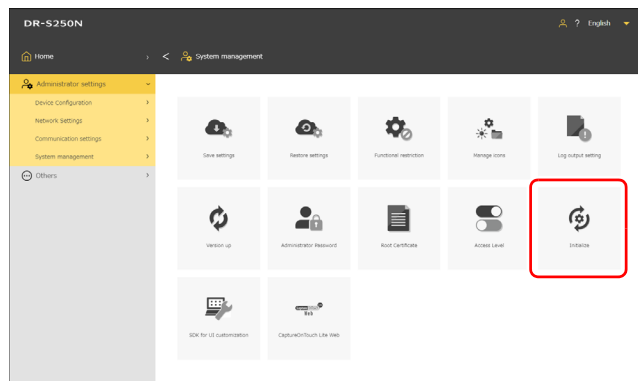 DR-S250N
? English
Home
< System management
Administrator settings
Device Configuration
Network Settings
Communication settings
System management
Others
Save settings
Restore settings
Functional restriction
Manage icons
Log output setting
Version up
Administrator Password
Root Certificate
Access Level
Initialize
SDK for UI customization
CaptureOnTouch Lite Web
Web